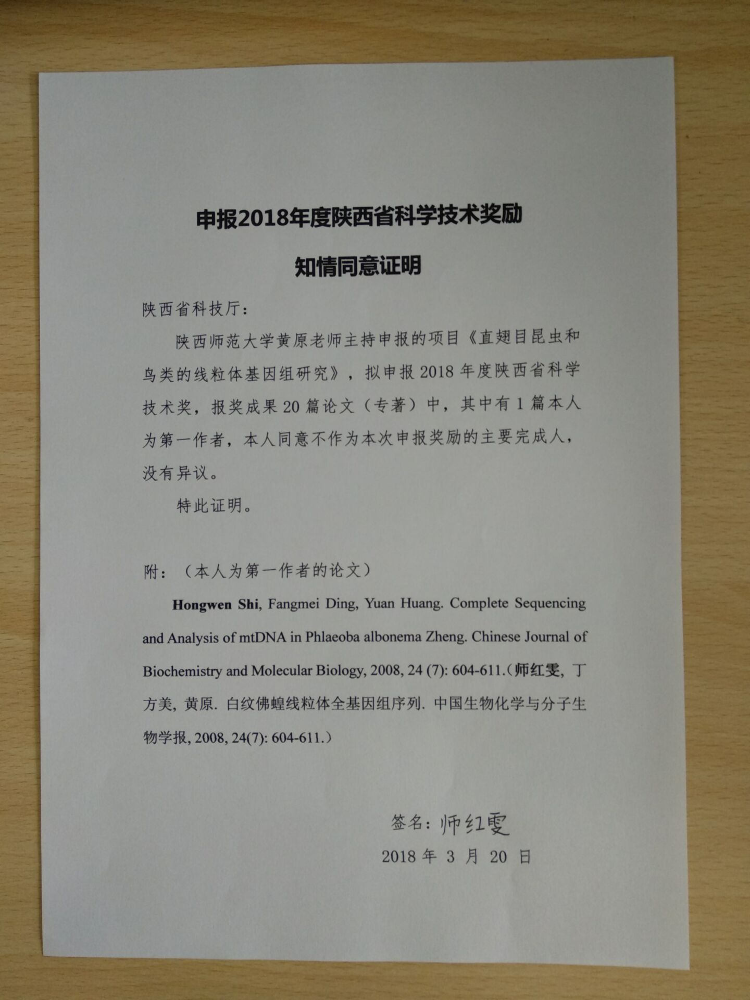 申报2018年度陕西省科学技术奖励
知情同意证明
陕西省科技厅：
陕西师范大学黄原老师主持申报的项目《直翅目昆虫和
鸟类的线粒体基因组研究》，拟申报 2018 年度陕西省科学
技术奖，报奖成果 20 篇论文（专著）中，其中有 1 篇本人
为第一作者，本人同意不作为本次申报奖励的主要完成人，
没有异议。
特此证明。
附：（本人为第一作者的论文）
Hongwen Shi, Fangmei Ding, Yuan Huang. Complete Sequencing
and Analysis of mtDNA in Phlaeoba albonema Zheng. Chinese Journal of
Biochemistry and Molecular Biology, 2008, 24 (7): 604-611.（师红雯, 丁
方美, 黄原. 白纹佛蝗线粒体全基因组序列. 中国生物化学与分子生
物学报, 2008, 24(7): 604-611.）
签名：师红雯
2018 年 3 月 20 日